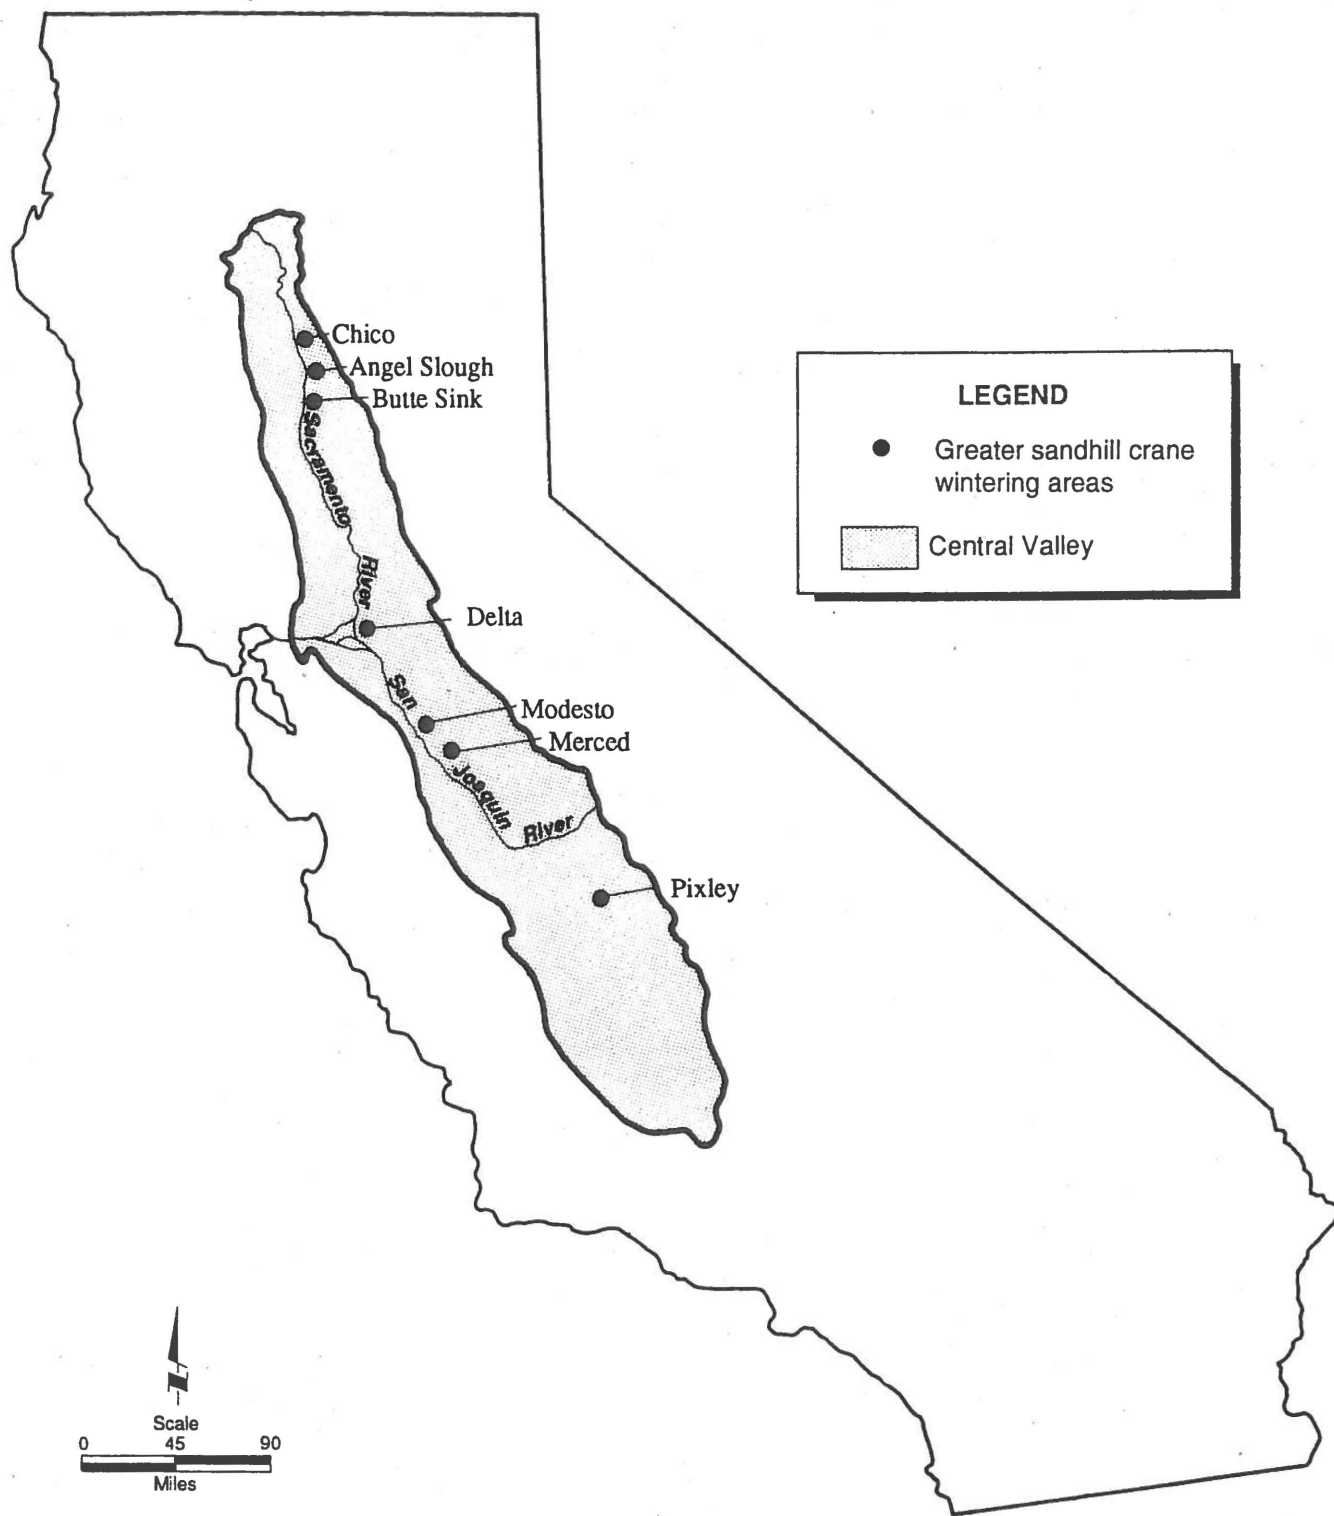 Chico
Angel Slough
Butte Sink
Sacramento
River
Delta
San
Modesto
Merced
Joaquin
River
Pixley
LEGEND
Greater sandhill crane
wintering areas
Central Valley
Scale
0 45 90
Miles